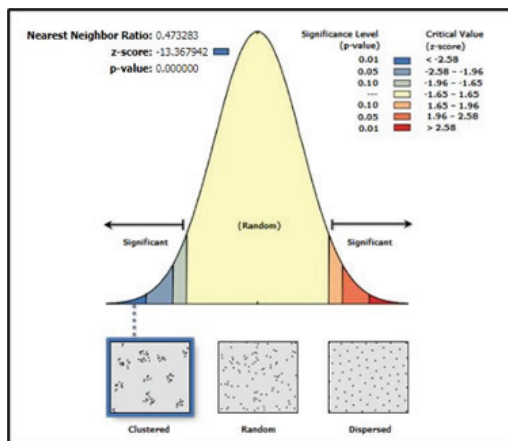 Nearest Neighbor Ratio: 0.473283
z-score: -13.367942
p-value: 0.000000
Significance Level
(p-value)
Critical Value
(z-score)
0.01 < -2.58
0.05 -2.58 – -1.96
0.10 -1.96 – -1.65
--- -1.65 – 1.65
0.10 1.65 – 1.96
0.05 1.96 – 2.58
0.01 > 2.58
(Random)
Significant Significant
Clustered Random Dispersed